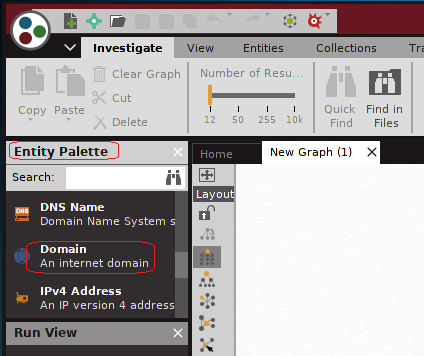 Investigate View Entities Collections Tra
Copy Paste Clear Graph Cut Delete
Number of Resu...
12 50 255 10k
Quick Find
Find in Files
Entity Palette
Home New Graph (1)
Search:
Layout
DNS Name
Domain Name System s
Domain
An internet domain
IPv4 Address
An IP version 4 address
Run View